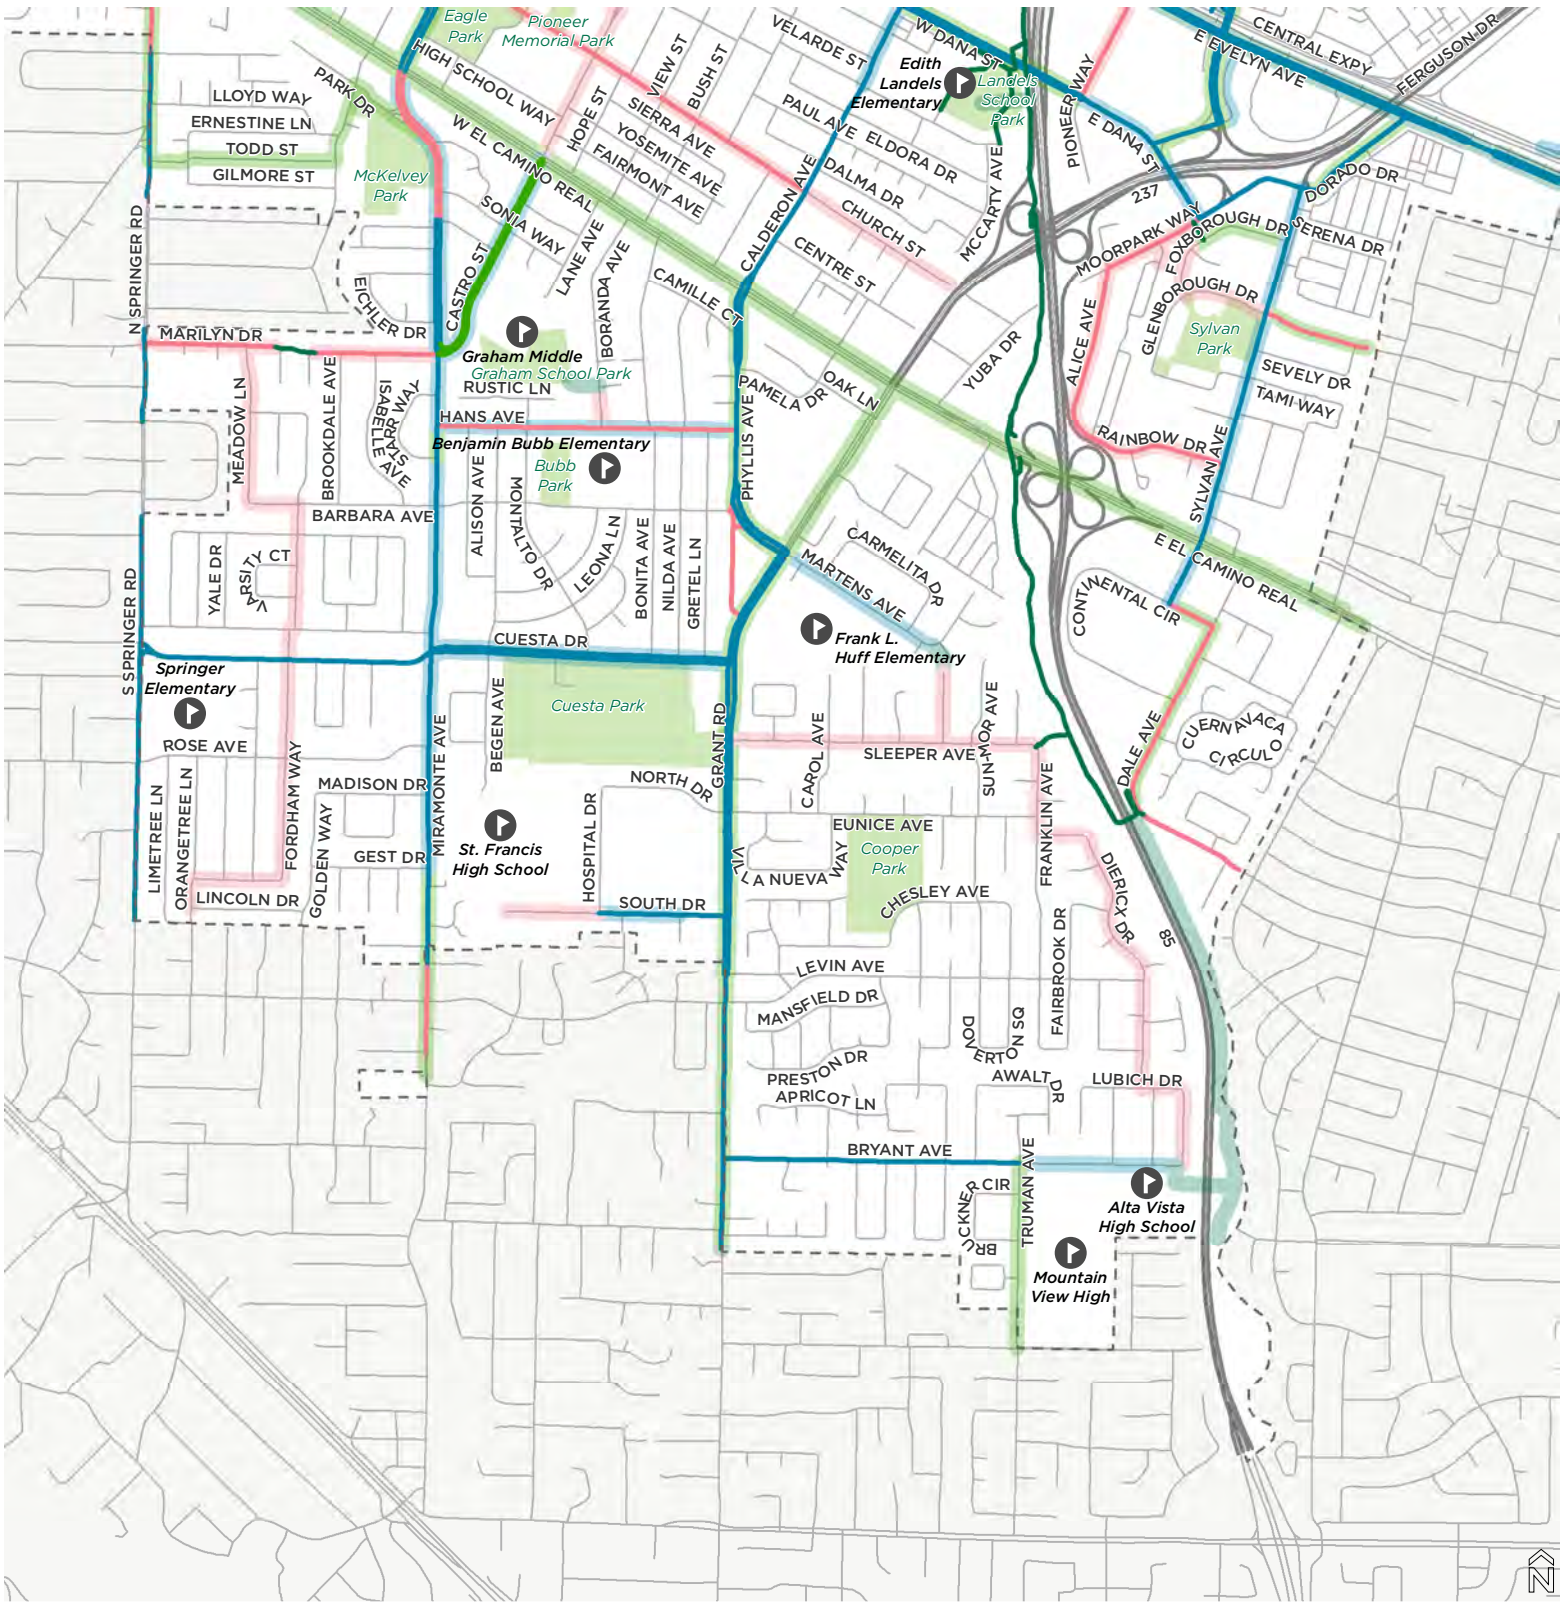 Eagle
Park
Pioneer
Memorial Park
HIGH SCHOOL WAY
VIEW ST
BUSH ST
VELARDE ST
W DANA ST
Edith
Landels
Elementary
Landels
School
Park
PIONEER WAY
E EVELYN AVE
CENTRAL EXPY
FERGUSON DR
LLOYD WAY
PARK DR
ERNESTINE LN
TODD ST
GILMORE ST
McKelvey
Park
W EL CAMINO REAL
HOPE ST
SIERRA AVE
YOSEMITE AVE
FAIRMONT AVE
PAUL AVE
ELDORA DR
DALMA DR
CHURCH ST
CENTRE ST
CALDERON AVE
MCCARTY AVE
E DANA ST
237
MOORPARK WAY
FOXBOROUGH DR
DORADO DR
SERENA DR
GLENBOROUGH DR
N SPRINGER RD
SONIA WAY
LANE AVE
BORANDA AVE
CAMILLE CT
CASTRO ST
EICHLER DR
MARILYN DR
Graham Middle
Graham School Park
RUSTIC LN
HANS AVE
Benjamin Bubb Elementary
Bubb
Park
MEADOW LN
BROOKDALE AVE
ISABELLE AVE
STARR WAY
BARBARA AVE
ALISON AVE
MONTALTO DR
LEONA LN
BONITA AVE
NILDA AVE
GRETEL LN
PHYLLIS AVE
PAMELA DR
OAK LN
YUBA DR
ALICE AVE
Sylvan
Park
SEVELY DR
TAMI WAY
RAINBOW DR
SYLVAN AVE
E EL CAMINO REAL
YALE DR
VARSITY CT
S SPRINGER RD
CUESTA DR
CARMELITA DR
MARTENS AVE
CONTINENTAL CIR
Frank L.
Huff Elementary
Springer
Elementary
ROSE AVE
Cuesta Park
BEGEN AVE
MIRAMONTE AVE
GRANT RD
CAROL AVE
SLEEPER AVE
SUN-MOR AVE
DALE AVE
CUERNAVACA
CIRCULO
LIMETREE LN
ORANGETREE LN
FORDHAM WAY
MADISON DR
GOLDEN WAY
GEST DR
LINCOLN DR
NORTH DR
HOSPITAL DR
St. Francis
High School
SOUTH DR
VILLA NUEVA WAY
EUNICE AVE
Cooper
Park
CHESLEY AVE
FRANKLIN AVE
DIERICX DR
85
FAIRBROOK DR
LEVIN AVE
MANSFIELD DR
DOVERTON SQ
PRESTON DR
APRICOT LN
AWALT DR
LUBICH DR
BRYANT AVE
TRUMAN AVE
BRUCKNER CIR
Alta Vista
High School
Mountain
View High
N